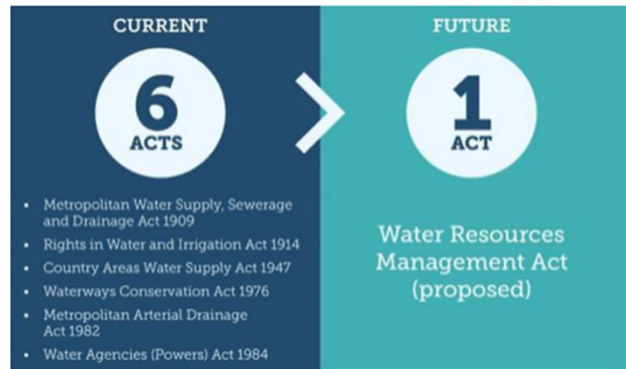 CURRENT
6
ACTS
• Metropolitan Water Supply, Sewerage
and Drainage Act 1909
• Rights in Water and Irrigation Act 1914
• Country Areas Water Supply Act 1947
• Waterways Conservation Act 1976
• Metropolitan Arterial Drainage
Act 1982
• Water Agencies (Powers) Act 1984
FUTURE
1
ACT
Water Resources
Management Act
(proposed)